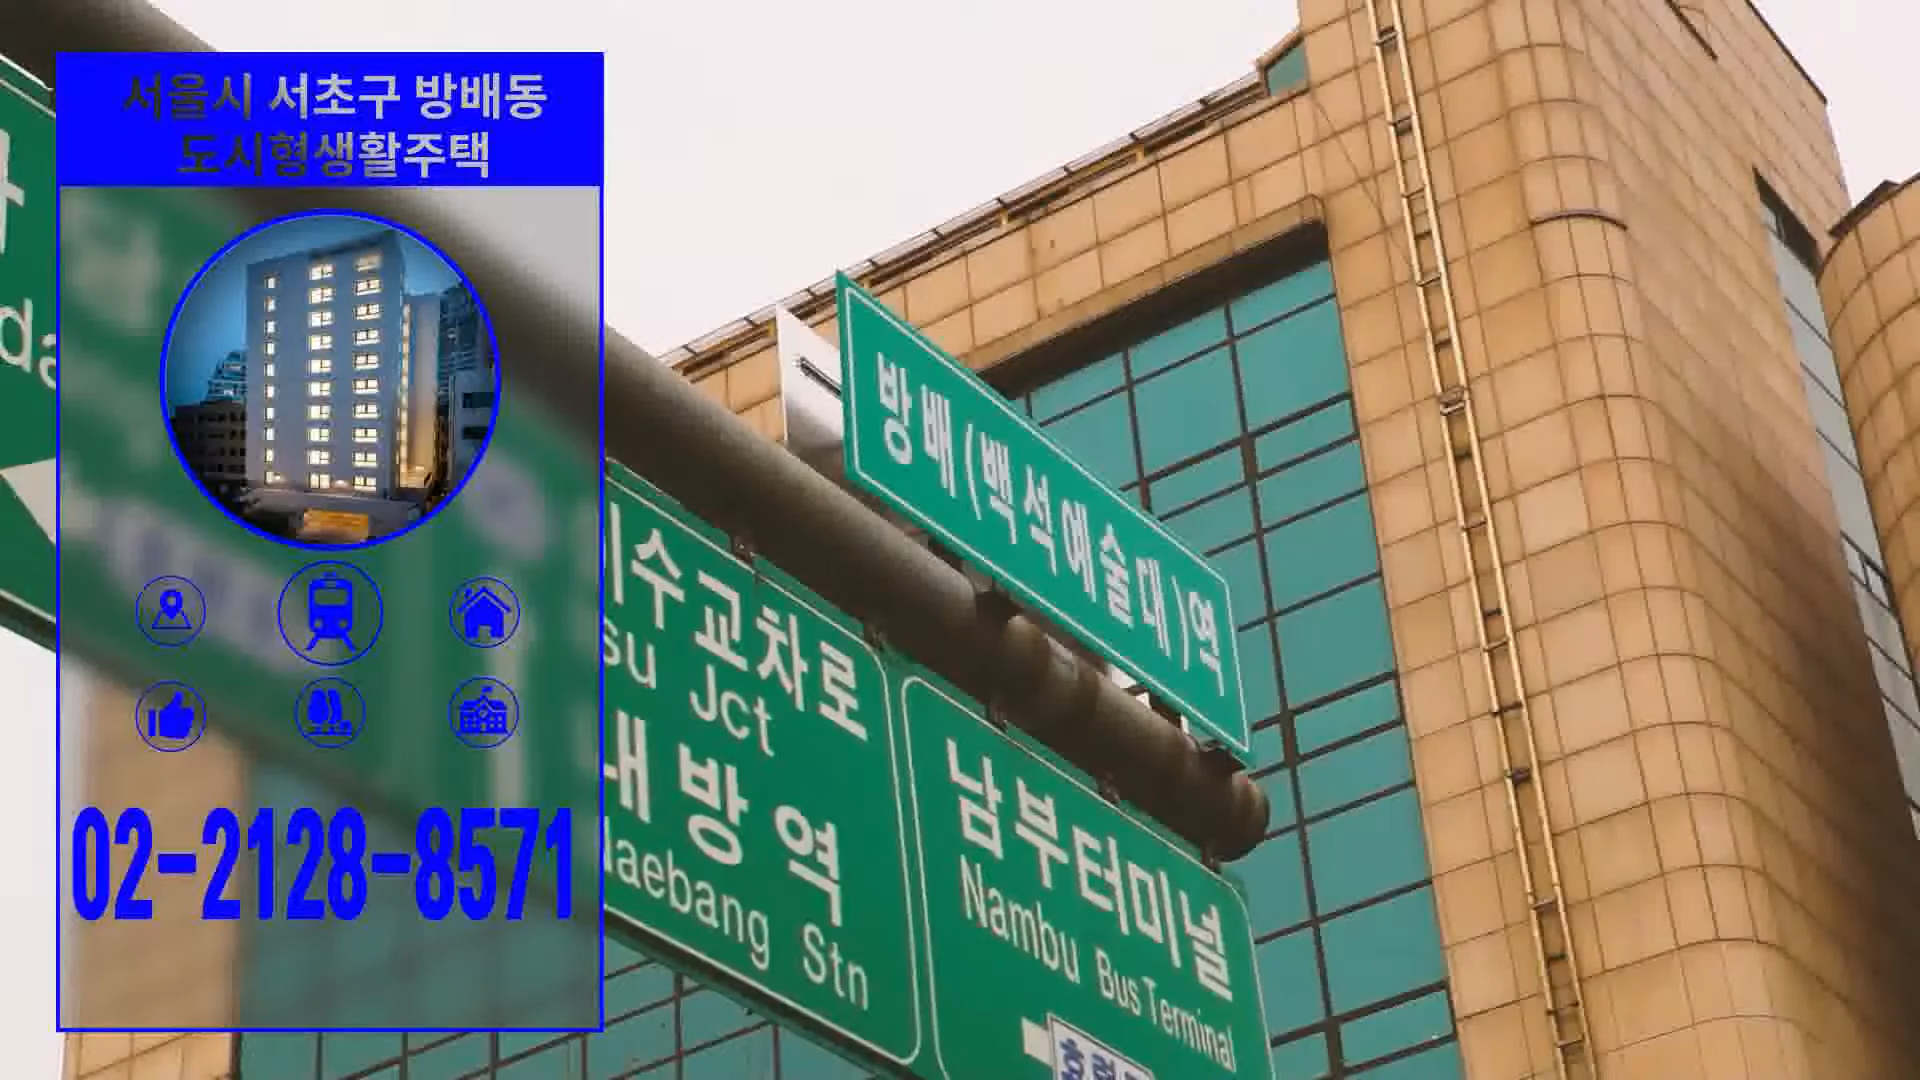 서울시 서초구 방배동
도시형생활주택
02-2128-8571
방배(백석예술대)역
수교차로
su Jct
내방역
aebang Stn
남부터미널
Nambu Bus Terminal
da